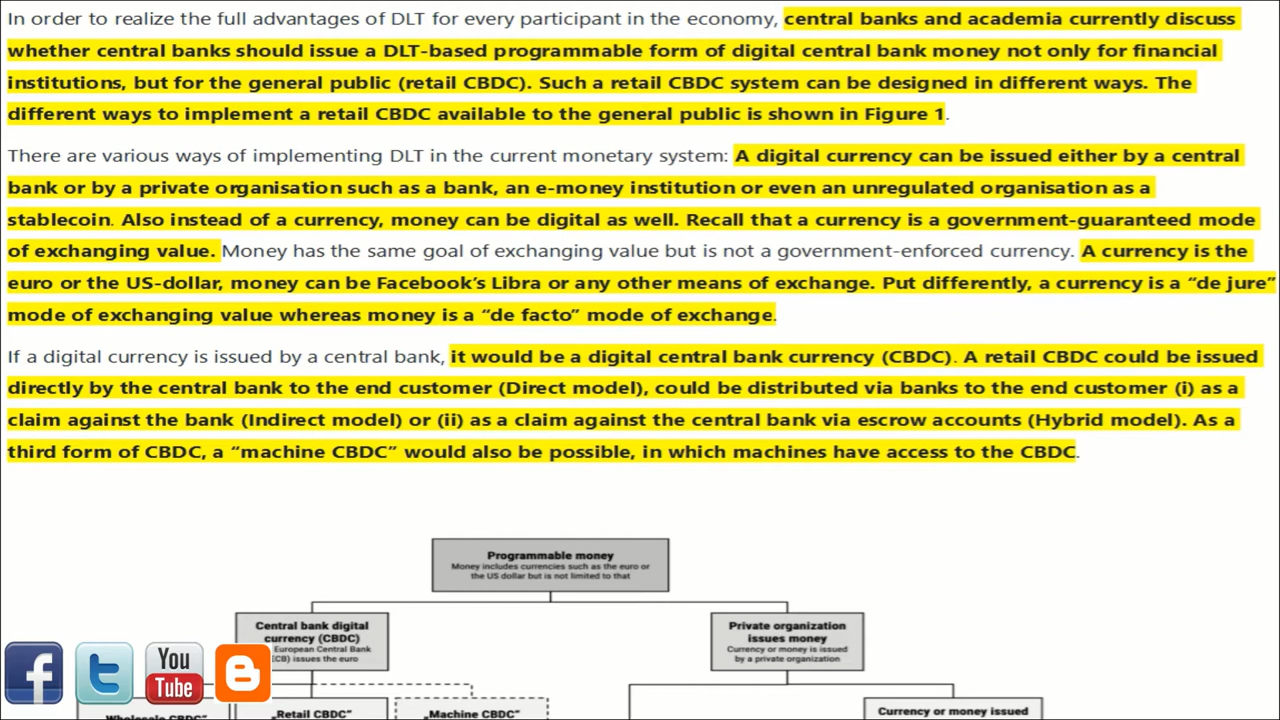 In order to realize the full advantages of DLT for every participant in the economy, central banks and academia currently discuss
whether central banks should issue a DLT-based programmable form of digital central bank money not only for financial
institutions, but for the general public (retail CBDC). Such a retail CBDC system can be designed in different ways. The
different ways to implement a retail CBDC available to the general public is shown in Figure 1.
There are various ways of implementing DLT in the current monetary system: A digital currency can be issued either by a central
bank or by a private organisation such as a bank, an e-money institution or even an unregulated organisation as a
stablecoin. Also instead of a currency, money can be digital as well. Recall that a currency is a government-guaranteed mode
of exchanging value. Money has the same goal of exchanging value but is not a government-enforced currency. A currency is the
euro or the US-dollar, money can be Facebook’s Libra or any other means of exchange. Put differently, a currency is a “de jure”
mode of exchanging value whereas money is a “de facto” mode of exchange.
If a digital currency is issued by a central bank, it would be a digital central bank currency (CBDC). A retail CBDC could be issued
directly by the central bank to the end customer (Direct model), could be distributed via banks to the end customer (i) as a
claim against the bank (Indirect model) or (ii) as a claim against the central bank via escrow accounts (Hybrid model). As a
third form of CBDC, a “machine CBDC” would also be possible, in which machines have access to the CBDC.
Programmable money
Money includes currencies such as the euro or
the US dollar but is not limited to that
Central bank digital
currency (CBDC)
European Central Bank
issues the euro
Private organization
issues money
Currency or money is issued
by a private organization
You
Tube
Wholesale CBDC“
„Retail CBDC“
„Machine CBDC“
Currency or money issued